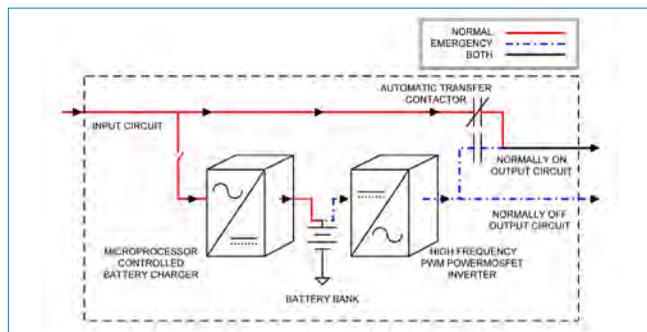 NORMAL
EMERGENCY
BOTH
AUTOMATIC TRANSFER
CONTACTOR
INPUT CIRCUIT
NORMALLY ON
OUTPUT CIRCUIT
NORMALLY OFF
OUTPUT CIRCUIT
MICROPROCESSOR
CONTROLLED
BATTERY CHARGER
HIGH FREQUENCY
PWM POWERMOSFET
INVERTER
BATTERY BANK